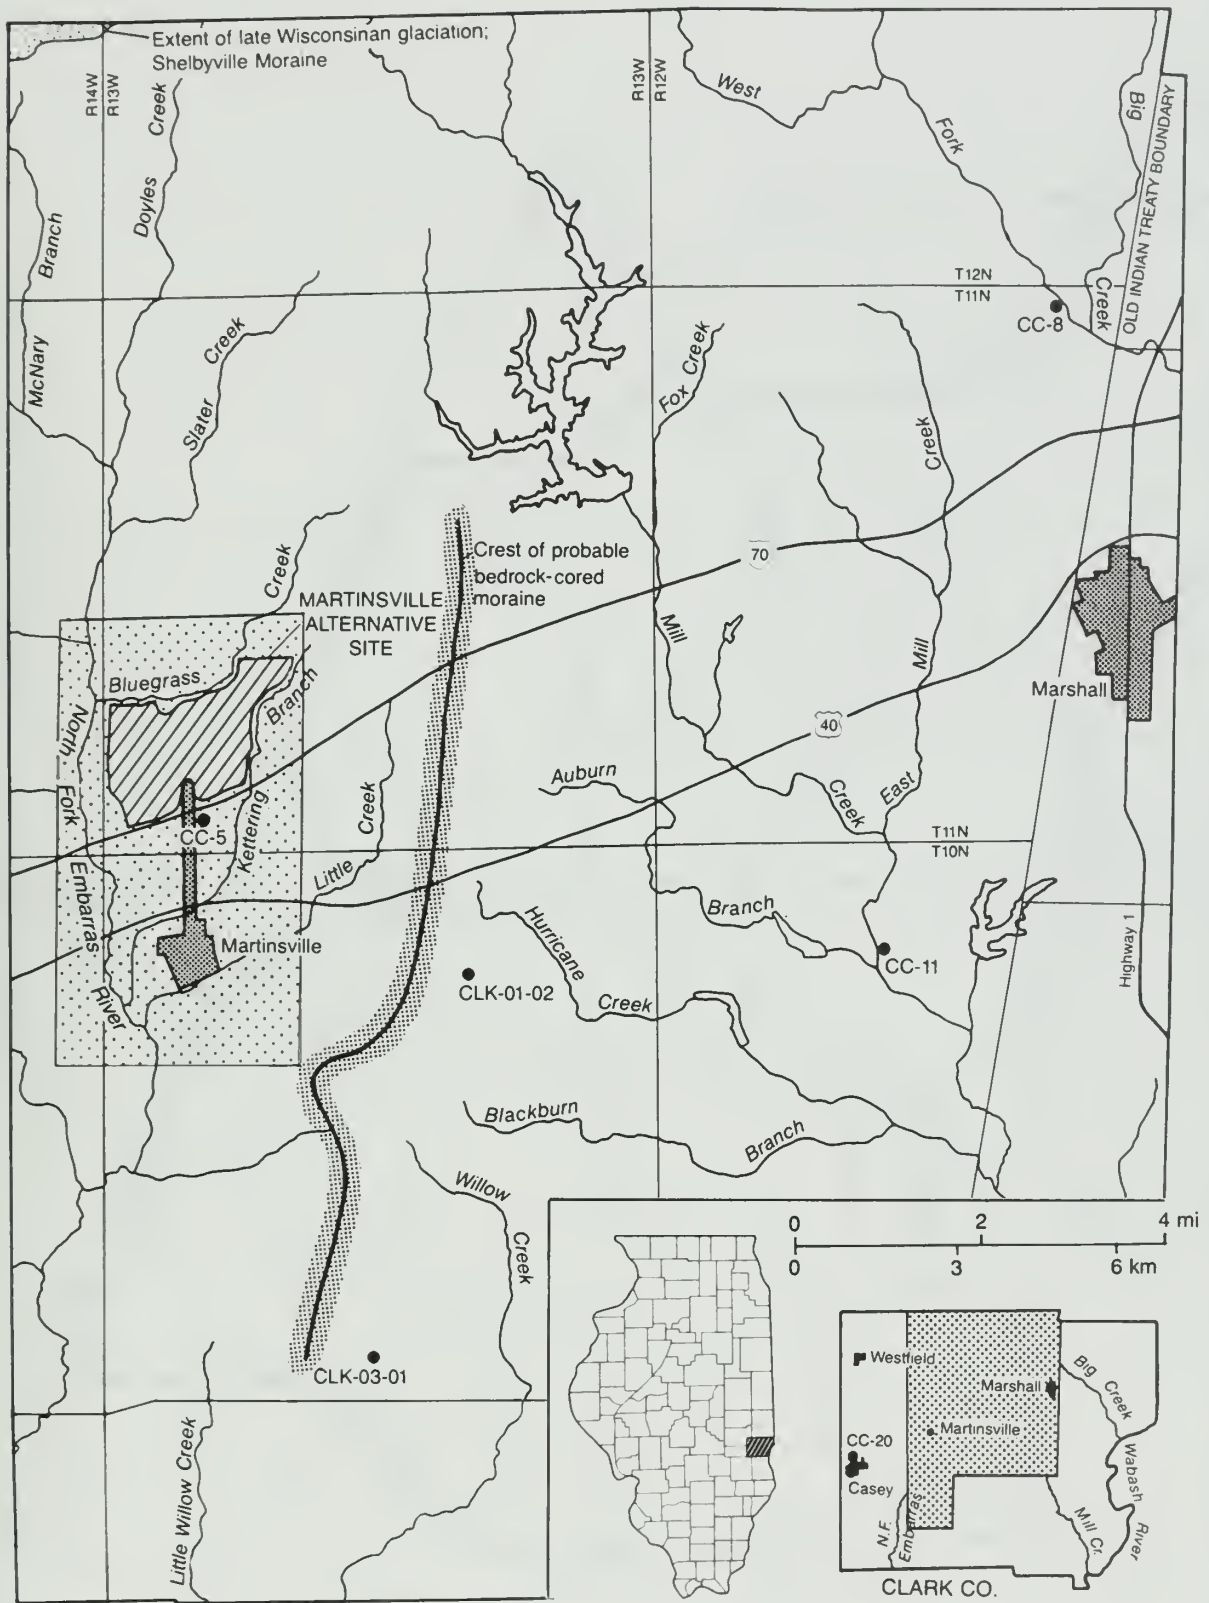 Extent of late Wisconsinan glaciation;
Shelbyville Moraine
R14W
R13W
R13W
R12W
West
Fork
Big
Creek
OLD INDIAN TREATY BOUNDARY
Doyles
Creek
Branch
McNary
T12N
T11N
CC-8
Slater
Creek
Fox Creek
Creek
70
Crest of probable
bedrock-cored
moraine
Creek
MARTINSVILLE
ALTERNATIVE
SITE
Bluegrass
Branch
Mill
Mill
Marshall
North
Fork
40
Auburn
Creek
East
Creek
CC-5
Kettering
Little
T11N
T10N
Embarras
Branch
Hurricane
Martinsville
CC-11
Highway 1
CLK-01-02
Creek
River
Blackburn
Branch
Willow
Creek
0 2 4 mi
0 3 6 km
CLK-03-01
Little Willow Creek
Westfield
Marshall
Big
Creek
Martinsville
CC-20
Casey
Wabash
River
N.F.
Embarras
Mill Cr.
CLARK CO.